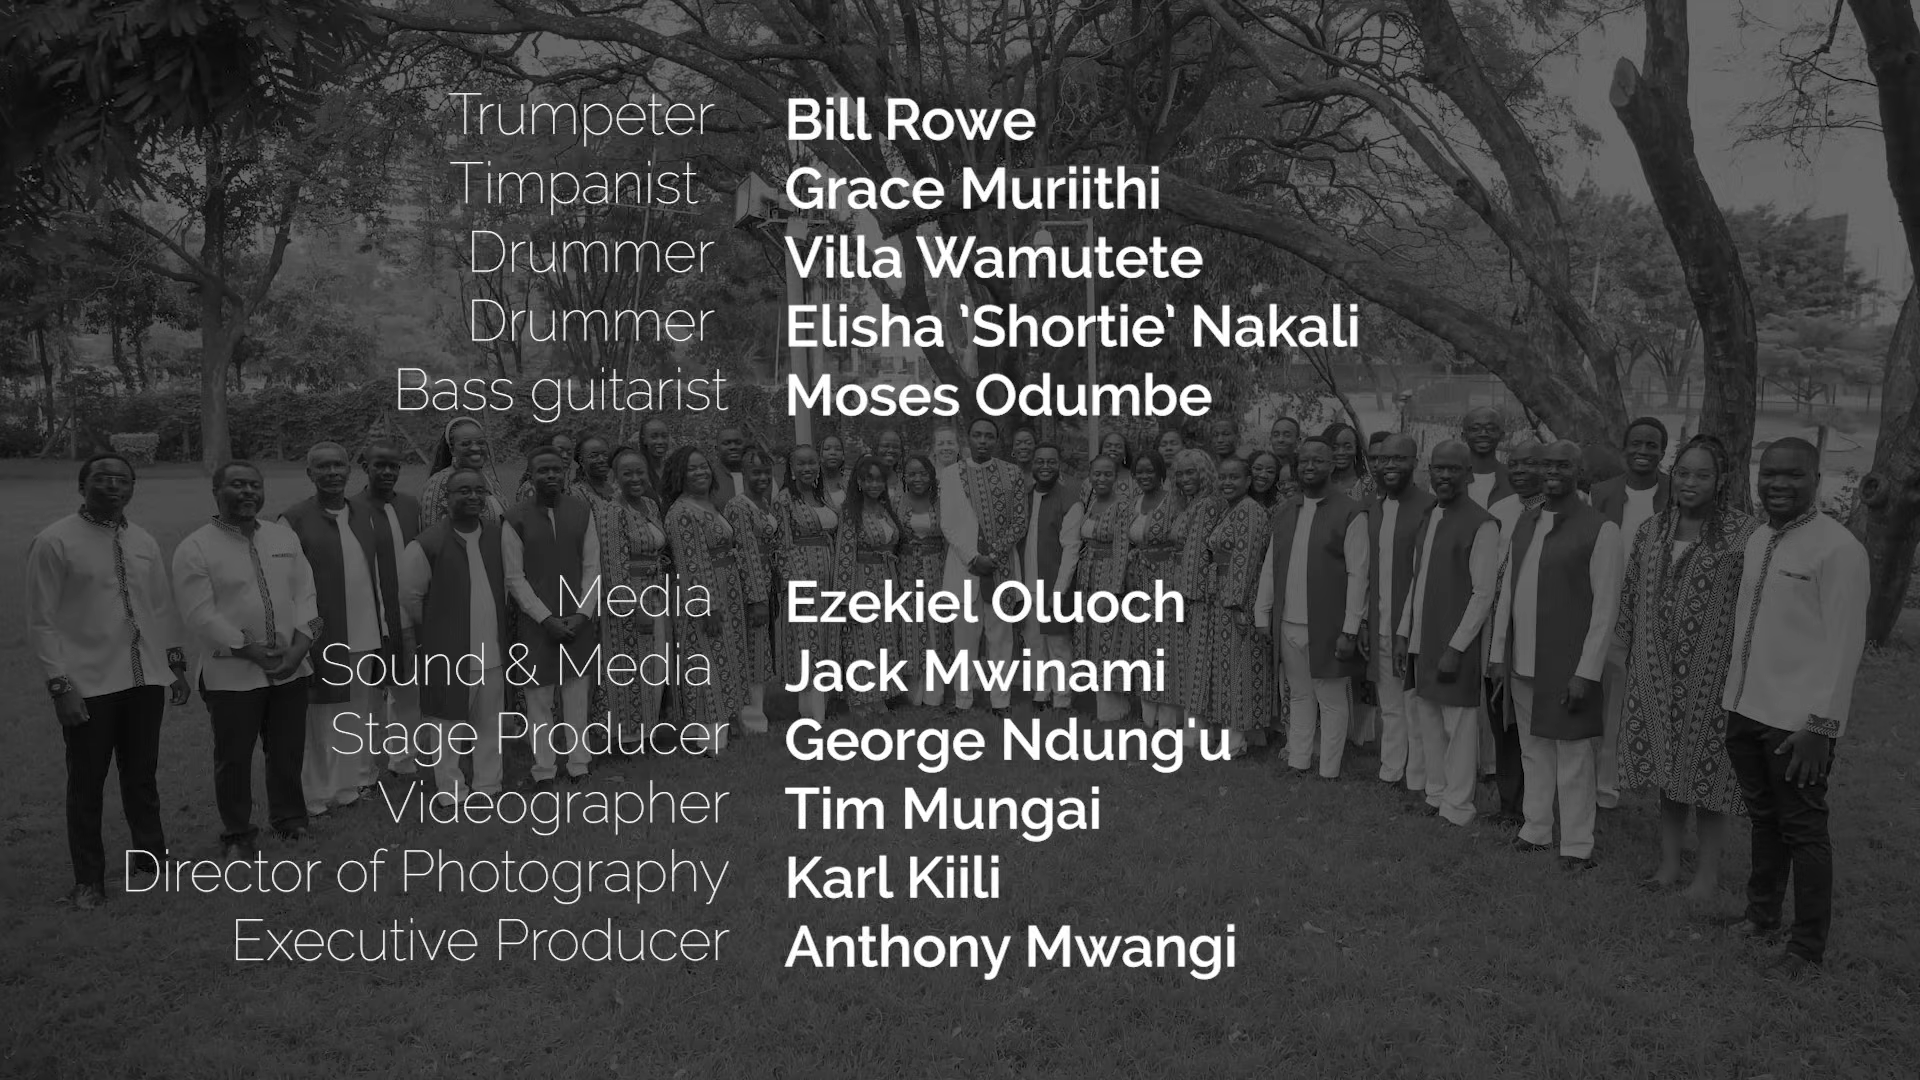 Trumpeter Bill Rowe
Timpanist Grace Muriithi
Drummer Villa Wamutete
Drummer Elisha ’Shortie’ Nakali
Bass guitarist Moses Odumbe
Media Ezekiel Oluoch
Sound & Media Jack Mwinami
Stage Producer George Ndung'u
Videographer Tim Mungai
Director of Photography Karl Kiili
Executive Producer Anthony Mwangi